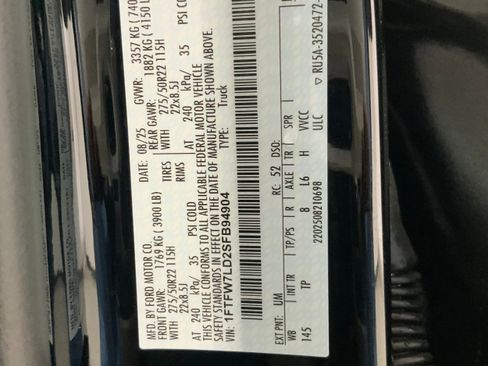 MFD. BY FORD MOTOR CO.
DATE: 08/25 GVWR: 3357 KG ( 740
FRONT GAWR: 1769 KG ( 3900 LB) REAR GAWR: 1882 KG ( 4150 L
WITH 275/50R22 115H TIRES WITH 275/50R22 115H
22x8.5J RIMS 22x8.5J
AT 240 kPa/ 35 PSI COLD AT 240 kPa/ 35 PSI CO
THIS VEHICLE CONFORMS TO ALL APPLICABLE FEDERAL MOTOR VEHICLE
SAFETY STANDARDS IN EFFECT ON THE DATE OF MANUFACTURE SHOWN ABOVE.
VIN: 1FTFW7LD2SFB94904
TYPE: Truck
EXT PNT: UM RC: 52 DSO:
WB INT TR TP/PS R AXLE TR SPR
145 TP 8 L6 H VVCC
2202508210698 ULC
RU5A-3520472-